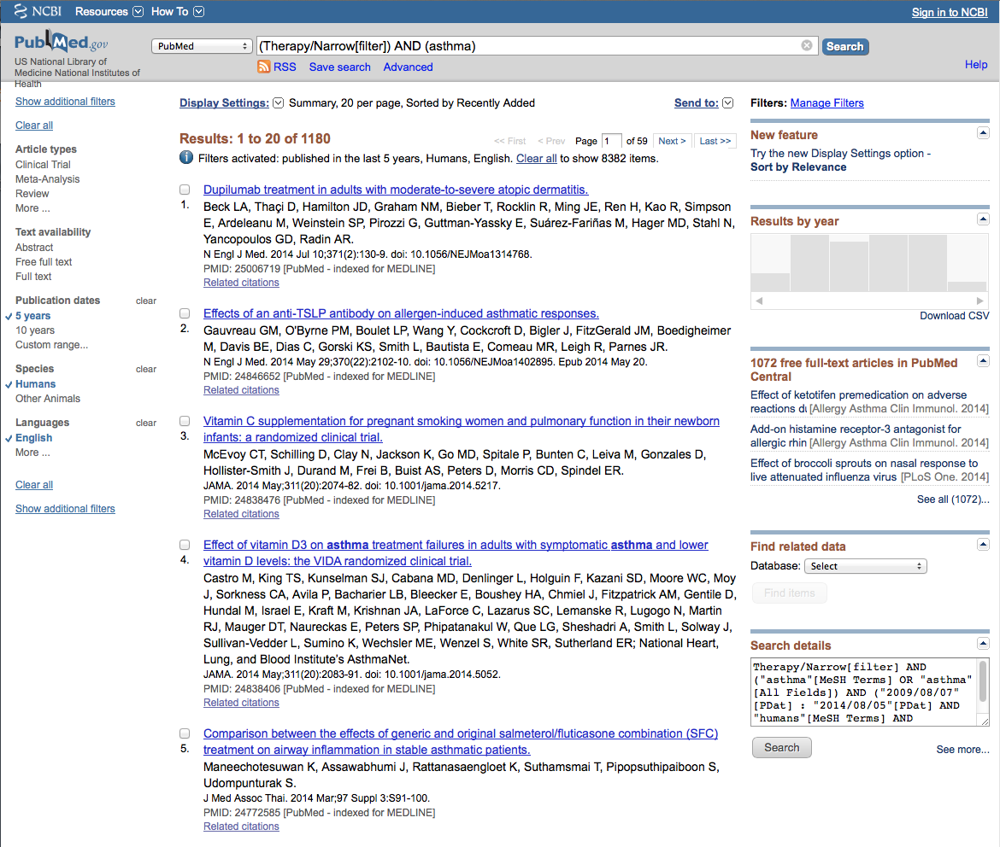 NCBI Resources How To Sign in to NCBI
PubMed.gov
US National Library of
Medicine National Institutes of
Health
PubMed
(Therapy/Narrow[filter]) AND (asthma)
Search
RSS Save search Advanced
Help
Show additional filters
Clear all
Article types
Clinical Trial
Meta-Analysis
Review
More ...
Text availability
Abstract
Free full text
Full text
Publication dates clear
5 years
10 years
Custom range...
Species clear
Humans
Other Animals
Languages clear
English
More ...
Clear all
Show additional filters
Display Settings: Summary, 20 per page, Sorted by Recently Added Send to:
Results: 1 to 20 of 1180
<< First < Prev Page 1 of 59 Next > Last >>
Filters activated: published in the last 5 years, Humans, English. Clear all to show 8382 items.
Dupilumab treatment in adults with moderate-to-severe atopic dermatitis.
1. Beck LA, Thaçi D, Hamilton JD, Graham NM, Bieber T, Rocklin R, Ming JE, Ren H, Kao R, Simpson
E, Ardeleanu M, Weinstein SP, Pirozzi G, Guttman-Yassky E, Suárez-Fariñas M, Hager MD, Stahl N,
Yancopoulos GD, Radin AR.
N Engl J Med. 2014 Jul 10;371(2):130-9. doi: 10.1056/NEJMoa1314768.
PMID: 25006719 [PubMed - indexed for MEDLINE]
Related citations
Effects of an anti-TSLP antibody on allergen-induced asthmatic responses.
2. Gauvreau GM, O'Byrne PM, Boulet LP, Wang Y, Cockcroft D, Bigler J, FitzGerald JM, Boedigheimer
M, Davis BE, Dias C, Gorski KS, Smith L, Bautista E, Comeau MR, Leigh R, Parnes JR.
N Engl J Med. 2014 May 29;370(22):2102-10. doi: 10.1056/NEJMoa1402895. Epub 2014 May 20.
PMID: 24846652 [PubMed - indexed for MEDLINE]
Related citations
Vitamin C supplementation for pregnant smoking women and pulmonary function in their newborn
3. infants: a randomized clinical trial.
McEvoy CT, Schilling D, Clay N, Jackson K, Go MD, Spitale P, Bunten C, Leiva M, Gonzales D,
Hollister-Smith J, Durand M, Frei B, Buist AS, Peters D, Morris CD, Spindel ER.
JAMA. 2014 May;311(20):2074-82. doi: 10.1001/jama.2014.5217.
PMID: 24838476 [PubMed - indexed for MEDLINE]
Related citations
Effect of vitamin D3 on asthma treatment failures in adults with symptomatic asthma and lower
4. vitamin D levels: the VIDA randomized clinical trial.
Castro M, King TS, Kunselman SJ, Cabana MD, Denlinger L, Holguin F, Kazani SD, Moore WC, Moy
J, Sorkness CA, Avila P, Bacharier LB, Bleecker E, Boushey HA, Chmiel J, Fitzpatrick AM, Gentile D,
Hundal M, Israel E, Kraft M, Krishnan JA, LaForce C, Lazarus SC, Lemanske R, Lugogo N, Martin
RJ, Mauger DT, Naureckas E, Peters SP, Phipatanakul W, Que LG, Sheshadri A, Smith L, Solway J,
Sullivan-Vedder L, Sumino K, Wechsler ME, Wenzel S, White SR, Sutherland ER; National Heart,
Lung, and Blood Institute's AsthmaNet.
JAMA. 2014 May;311(20):2083-91. doi: 10.1001/jama.2014.5052.
PMID: 24838406 [PubMed - indexed for MEDLINE]
Related citations
Comparison between the effects of generic and original salmeterol/fluticasone combination (SFC)
5. treatment on airway inflammation in stable asthmatic patients.
Maneechotesuwan K, Assawabhumi J, Rattanasaengloet K, Suthamsmai T, Pipopsuthipaiboon S,
Udompunturak S.
J Med Assoc Thai. 2014 Mar;97 Suppl 3:S91-100.
PMID: 24772585 [PubMed - indexed for MEDLINE]
Related citations
Filters: Manage Filters
New feature
Try the new Display Settings option -
Sort by Relevance
Results by year
Download CSV
1072 free full-text articles in PubMed
Central
Effect of ketotifen premedication on adverse
reactions du [Allergy Asthma Clin Immunol. 2014]
Add-on histamine receptor-3 antagonist for
allergic rhin [Allergy Asthma Clin Immunol. 2014]
Effect of broccoli sprouts on nasal response to
live attenuated influenza virus [PLoS One. 2014]
See all (1072)...
Find related data
Database: Select
Find items
Search details
Therapy/Narrow[filter] AND
("asthma"[MeSH Terms] OR "asthma"
[All Fields]) AND ("2009/08/07"
[PDat] : "2014/08/05"[PDat] AND
"humans"[MeSH Terms] AND
Search
See more...